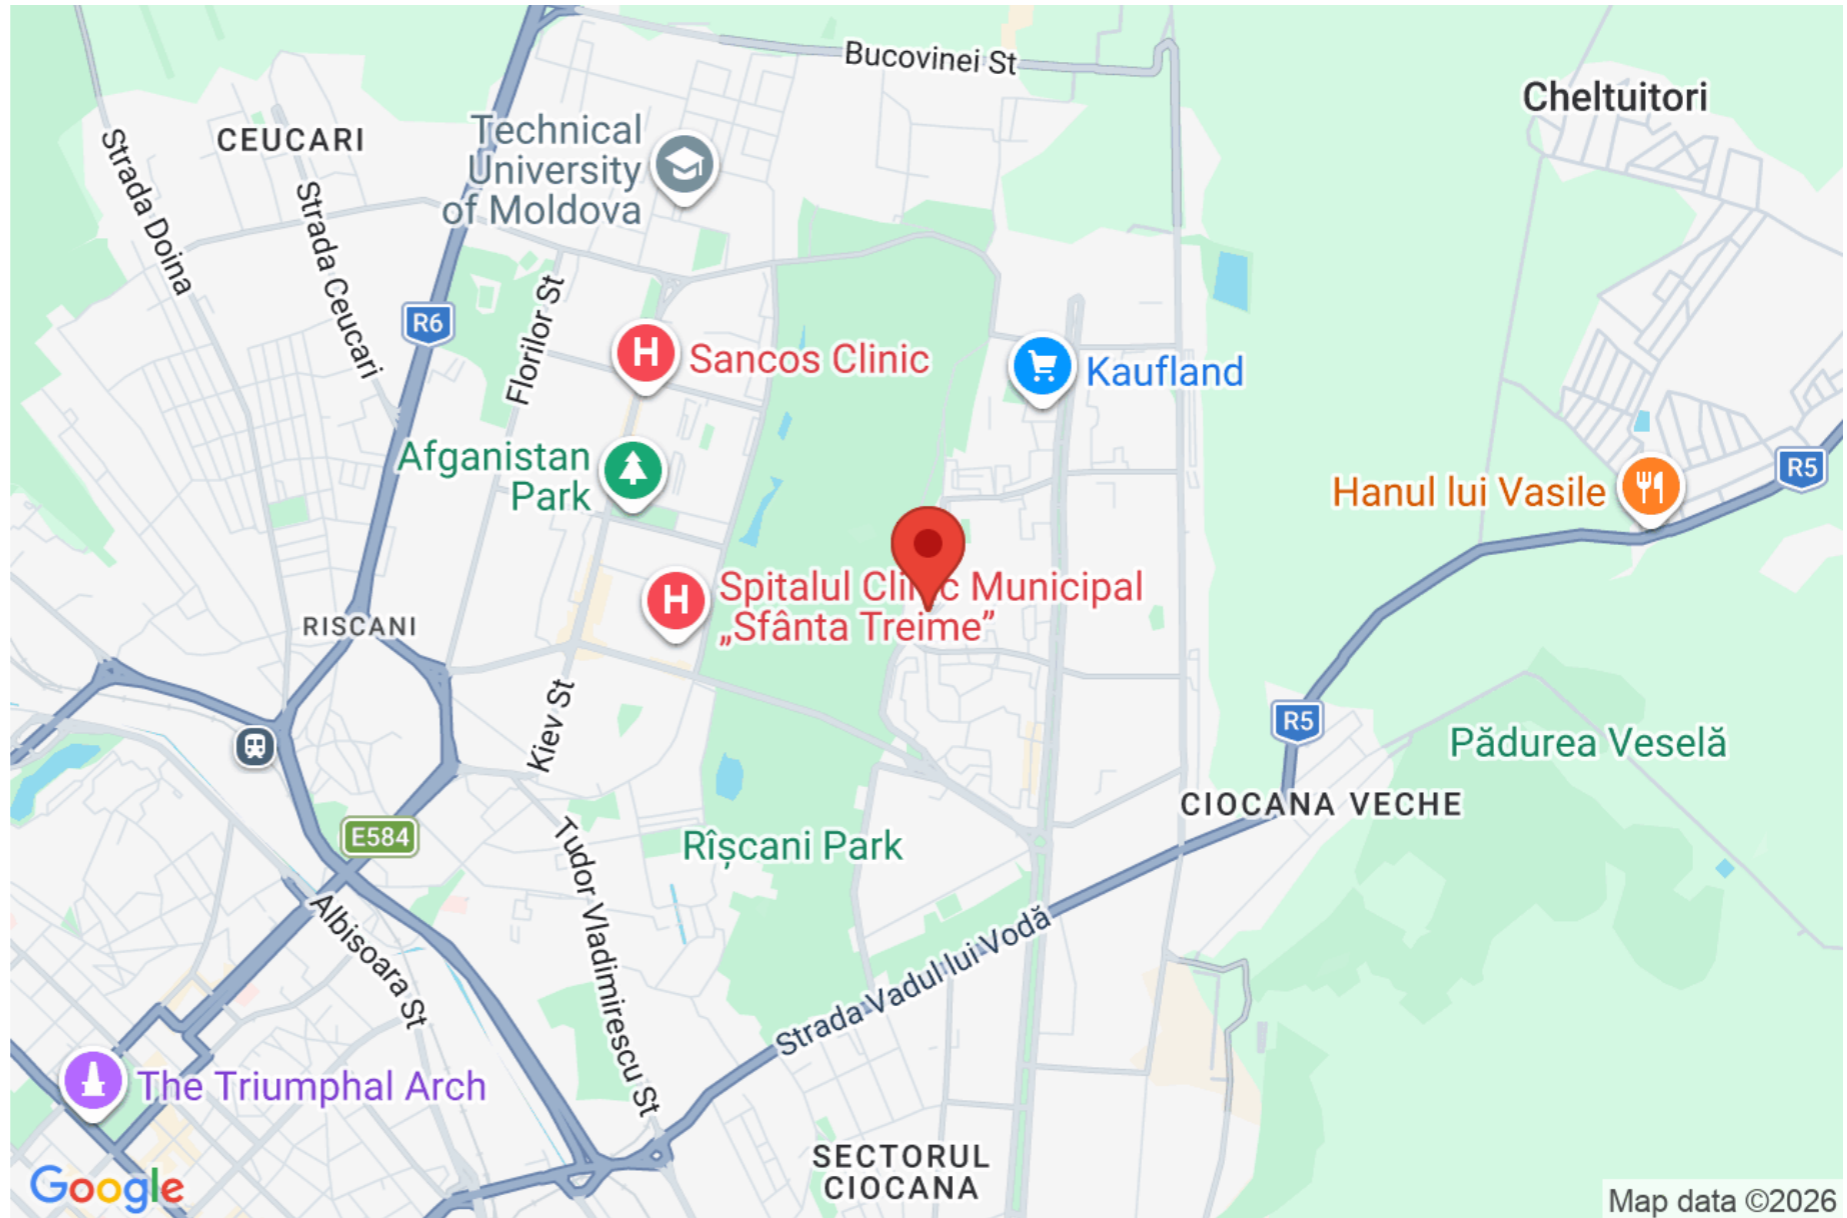 Bucovinei St
Cheltuitori
CEUCARI
Technical
University
of Moldova
Strada Doina
Strada Ceucari
Florilor St
R6
H
Sancos Clinic
Kaufland
Afganistan
Park
Hanul lui Vasile
R5
H
Spitalul Clinic Municipal
„Sfânta Treime”
RISCANI
Kiev St
R5
Pădurea Veselă
CIOCANA VECHE
E584
Rîșcani Park
Tudor Vladimirescu St
Albisoara St
Strada Vadul lui Vodă
The Triumphal Arch
SECTORUL
CIOCANA
Google
Map data ©2026